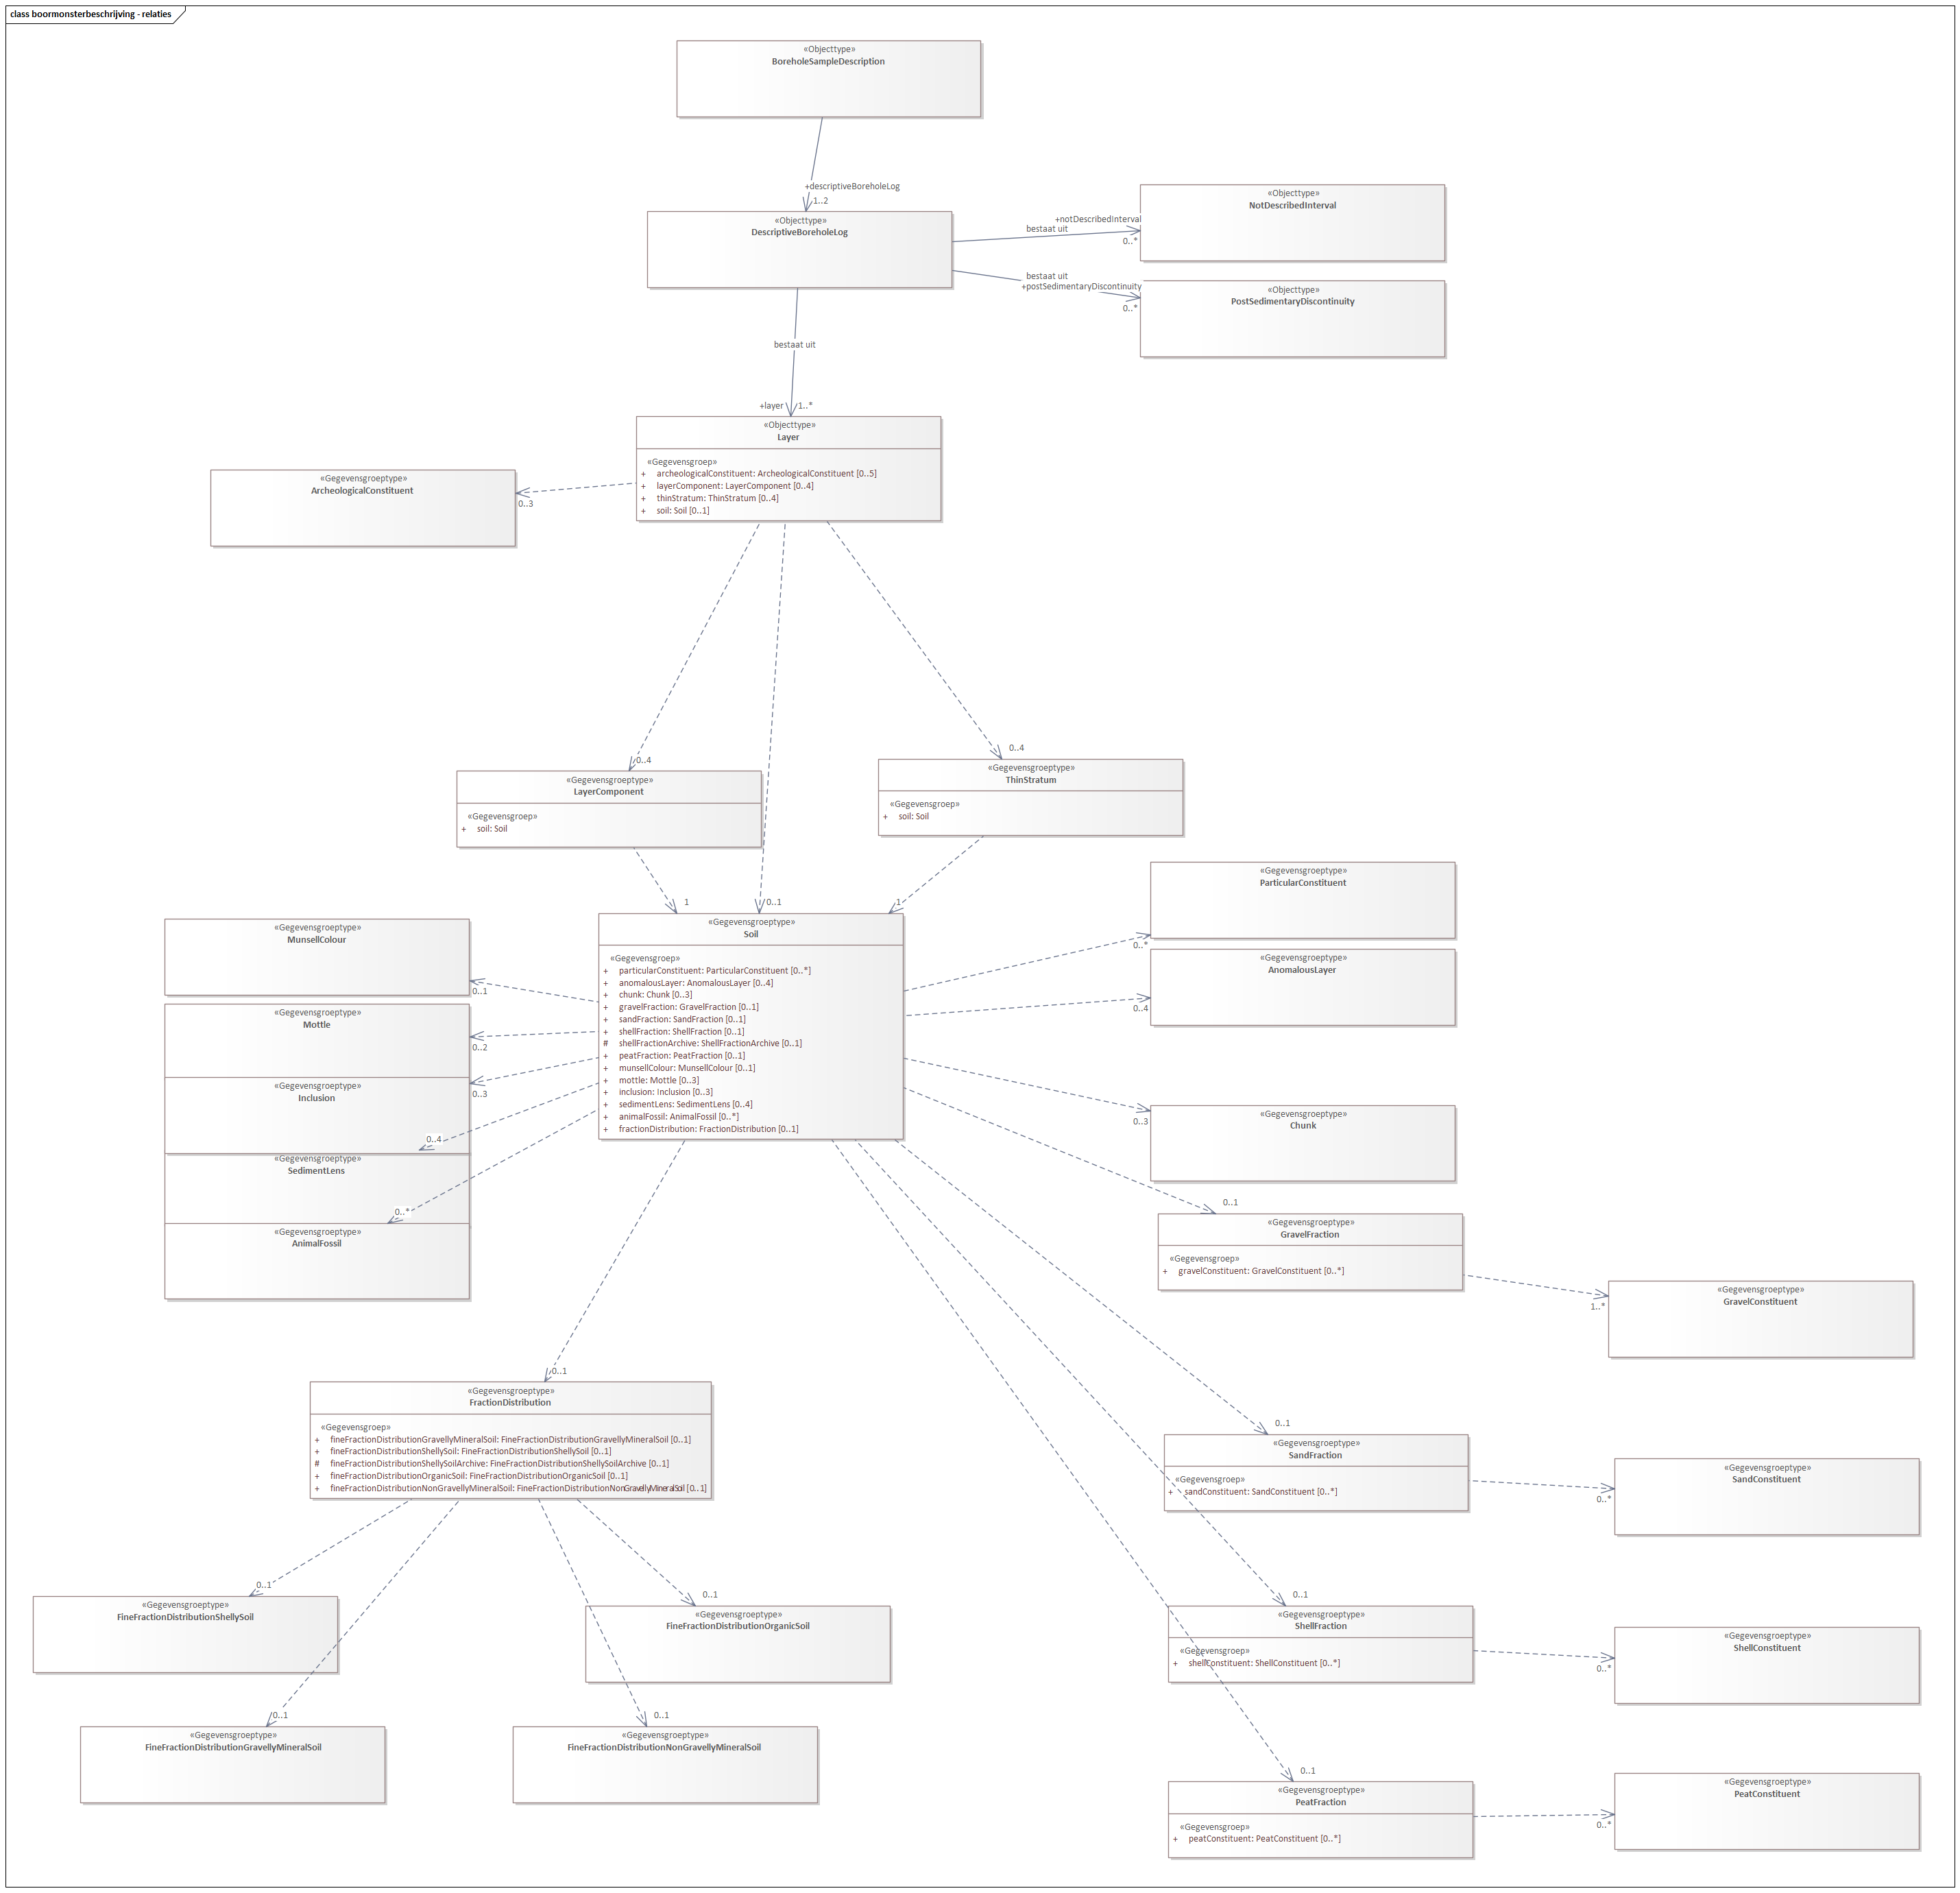 class boormonsterbeschrijving - relaties
«Objecttype»
BoreholeSampleDescription
+descriptiveBoreholeLog
1..2
«Objecttype»
DescriptiveBoreholeLog
+notDescribedInterval
bestaat uit
0..*
«Objecttype»
NotDescribedInterval
bestaat uit
+postSedimentaryDiscontinuity
0..*
«Objecttype»
PostSedimentaryDiscontinuity
bestaat uit
+layer
1..*
«Objecttype»
Layer
«Gegevensgroep»
+ archeologicalConstituent: ArcheologicalConstituent [0..5]
+ layerComponent: LayerComponent [0..4]
+ thinStratum: ThinStratum [0..4]
+ soil: Soil [0..1]
«Gegevensgroeptype»
ArcheologicalConstituent
0..3
0..4
«Gegevensgroeptype»
LayerComponent
«Gegevensgroep»
+ soil: Soil
0..4
«Gegevensgroeptype»
ThinStratum
«Gegevensgroep»
+ soil: Soil
1
0..1
1
«Gegevensgroeptype»
Soil
«Gegevensgroep»
+ particularConstituent: ParticularConstituent [0..*]
+ anomalousLayer: AnomalousLayer [0..4]
+ chunk: Chunk [0..3]
+ gravelFraction: GravelFraction [0..1]
+ sandFraction: SandFraction [0..1]
+ shellFraction: ShellFraction [0..1]
# shellFractionArchive: ShellFractionArchive [0..1]
+ peatFraction: PeatFraction [0..1]
+ munsellColour: MunsellColour [0..1]
+ mottle: Mottle [0..3]
+ inclusion: Inclusion [0..3]
+ sedimentLens: SedimentLens [0..4]
+ animalFossil: AnimalFossil [0..*]
+ fractionDistribution: FractionDistribution [0..1]
«Gegevensgroeptype»
MunsellColour
0..1
«Gegevensgroeptype»
Mottle
0..2
«Gegevensgroeptype»
Inclusion
0..3
0..4
«Gegevensgroeptype»
SedimentLens
0..*
«Gegevensgroeptype»
AnimalFossil
«Gegevensgroeptype»
ParticularConstituent
0..*
«Gegevensgroeptype»
AnomalousLayer
0..4
«Gegevensgroeptype»
Chunk
0..3
0..1
«Gegevensgroeptype»
GravelFraction
«Gegevensgroep»
+ gravelConstituent: GravelConstituent [0..*]
«Gegevensgroeptype»
GravelConstituent
1..*
0..1
«Gegevensgroeptype»
FractionDistribution
«Gegevensgroep»
+ fineFractionDistributionGravellyMineralSoil: FineFractionDistributionGravellyMineralSoil [0..1]
+ fineFractionDistributionShellySoil: FineFractionDistributionShellySoil [0..1]
# fineFractionDistributionShellySoilArchive: FineFractionDistributionShellySoilArchive [0..1]
+ fineFractionDistributionOrganicSoil: FineFractionDistributionOrganicSoil [0..1]
+ fineFractionDistributionNonGravellyMineralSoil: FineFractionDistributionNonGravellyMineralSoil [0..1]
0..1
«Gegevensgroeptype»
SandFraction
«Gegevensgroep»
+ sandConstituent: SandConstituent [0..*]
«Gegevensgroeptype»
SandConstituent
0..*
0..1
«Gegevensgroeptype»
FineFractionDistributionShellySoil
0..1
«Gegevensgroeptype»
FineFractionDistributionOrganicSoil
0..1
«Gegevensgroeptype»
ShellFraction
«Gegevensgroep»
+ shellConstituent: ShellConstituent [0..*]
«Gegevensgroeptype»
ShellConstituent
0..*
0..1
«Gegevensgroeptype»
FineFractionDistributionGravellyMineralSoil
0..1
«Gegevensgroeptype»
FineFractionDistributionNonGravellyMineralSoil
0..1
«Gegevensgroeptype»
PeatFraction
«Gegevensgroep»
+ peatConstituent: PeatConstituent [0..*]
«Gegevensgroeptype»
PeatConstituent
0..*